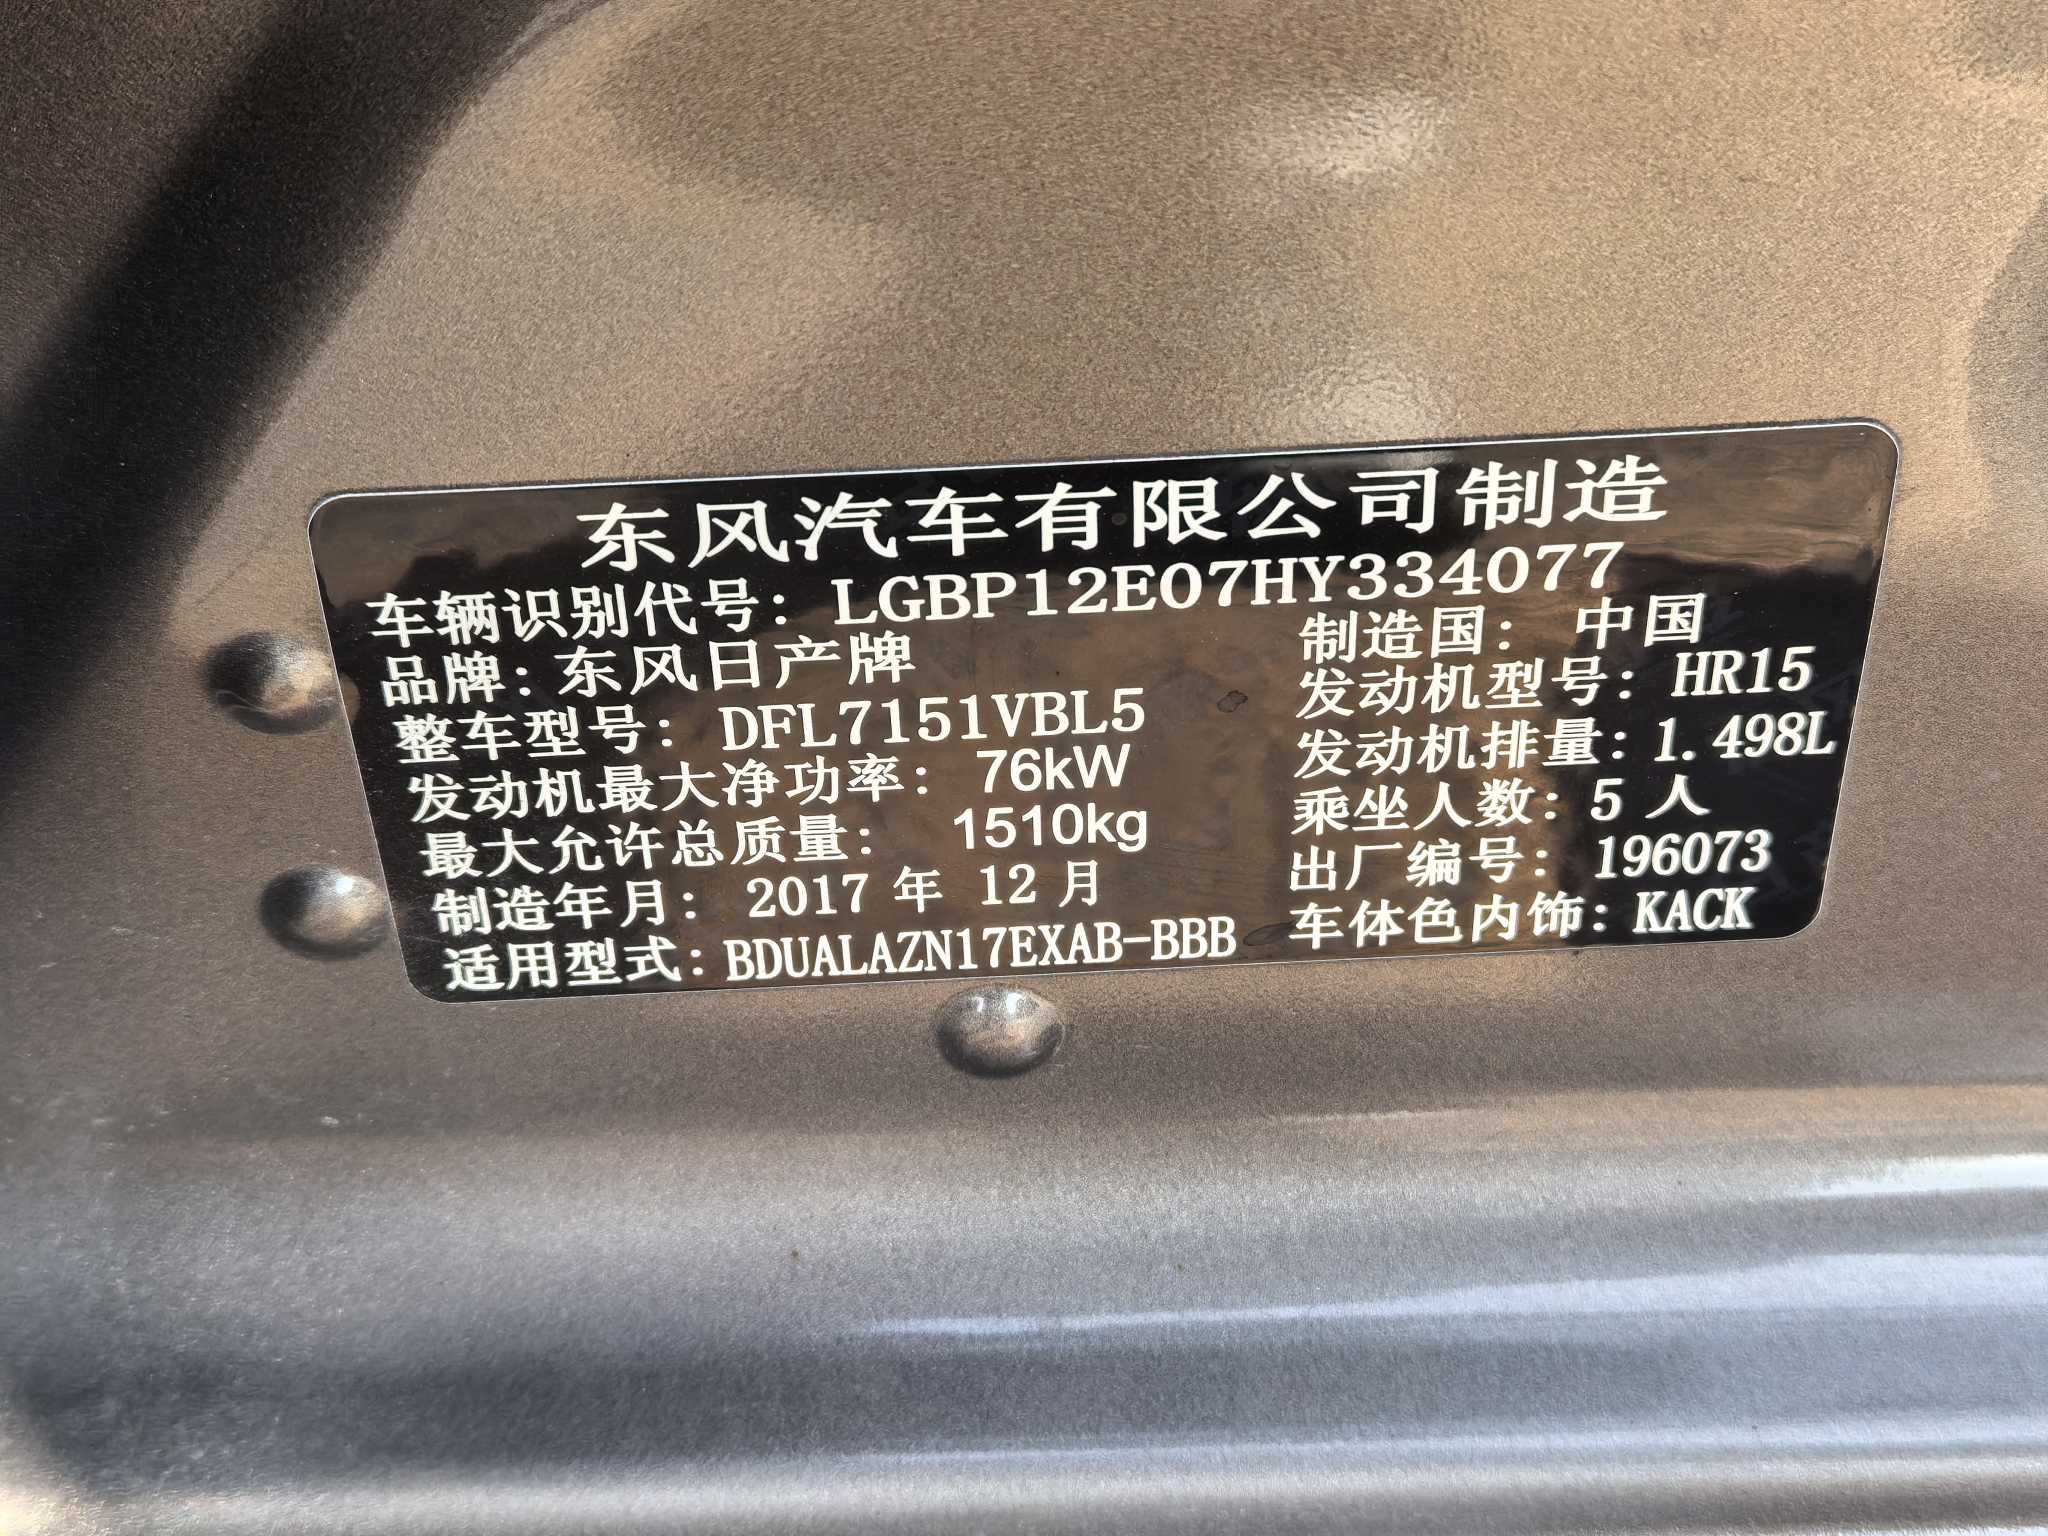 东风汽车有限公司制造
车辆识别代号：LGBP12E07HY334077
品牌：东风日产牌 制造国：中国
整车型号：DFL7151VBL5 发动机型号：HR15
发动机最大净功率：76kW 发动机排量：1.498L
最大允许总质量：1510kg 乘坐人数：5 人
制造年月：2017 年 12 月 出厂编号：196073
适用型式：BDUALAZN17EXAB-BBB 车体色内饰：KACK